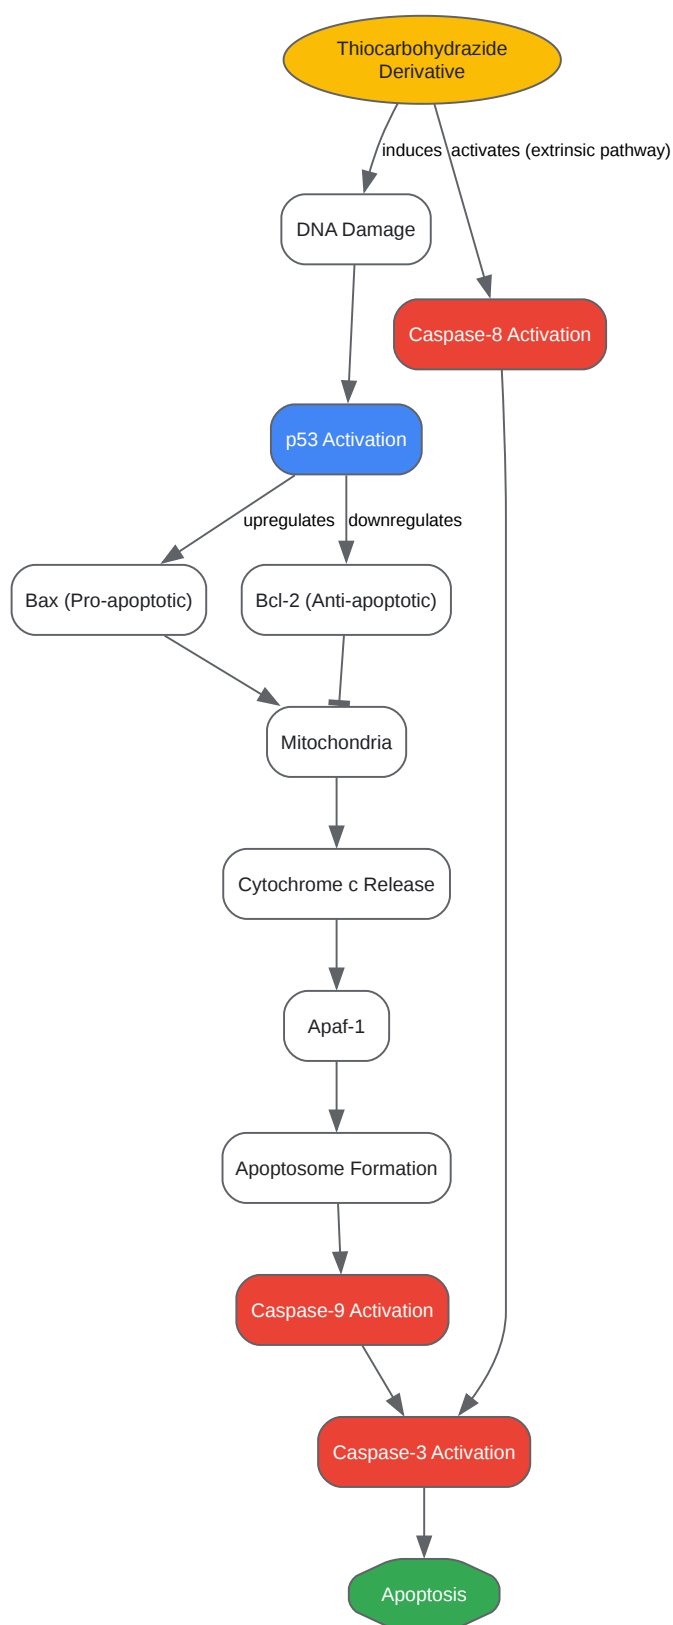 Thiocarbohydrazide
Derivative
induces
activates (extrinsic pathway)
DNA Damage
Caspase-8 Activation
p53 Activation
upregulates
downregulates
Bax (Pro-apoptotic)
Bcl-2 (Anti-apoptotic)
Mitochondria
Cytochrome c Release
Apaf-1
Apoptosome Formation
Caspase-9 Activation
Caspase-3 Activation
Apoptosis